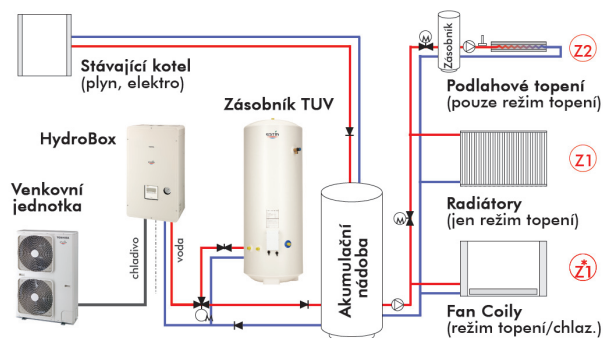 Stávající kotel
(plyn, elektro)
HydroBox
Zásobník TUV
Venkovní
jednotka
chladivo
voda
M
Akumulační
nádoba
M
M
Zásobník
Z2
Podlahové topení
(pouze režim topení)
Z1
Radiátory
(jen režim topení)
Z1*
Fan Coily
(režim topení/chlaz.)